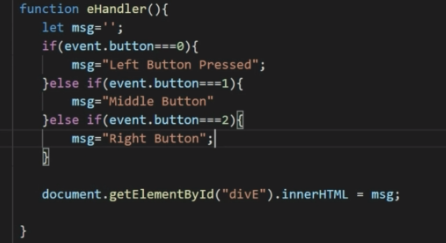 function eHandler(){
let msg='';
if(event.button===0){
msg="Left Button Pressed";
}else if(event.button===1){
msg="Middle Button"
}else if(event.button===2){
msg="Right Button";
}
document.getElementById("divE").innerHTML = msg;
}